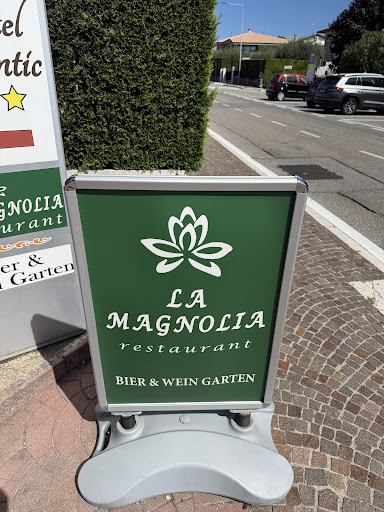 tel
ntic
GNOLIA
urant
er &
Garten
LA
MAGNOLIA
restaurant
BIER & WEIN GARTEN